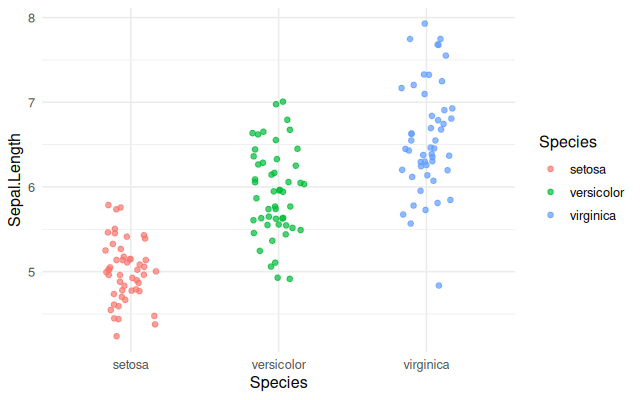 8
7
6
5
Sepal.Length
setosa
versicolor
virginica
Species
Species
setosa
versicolor
virginica